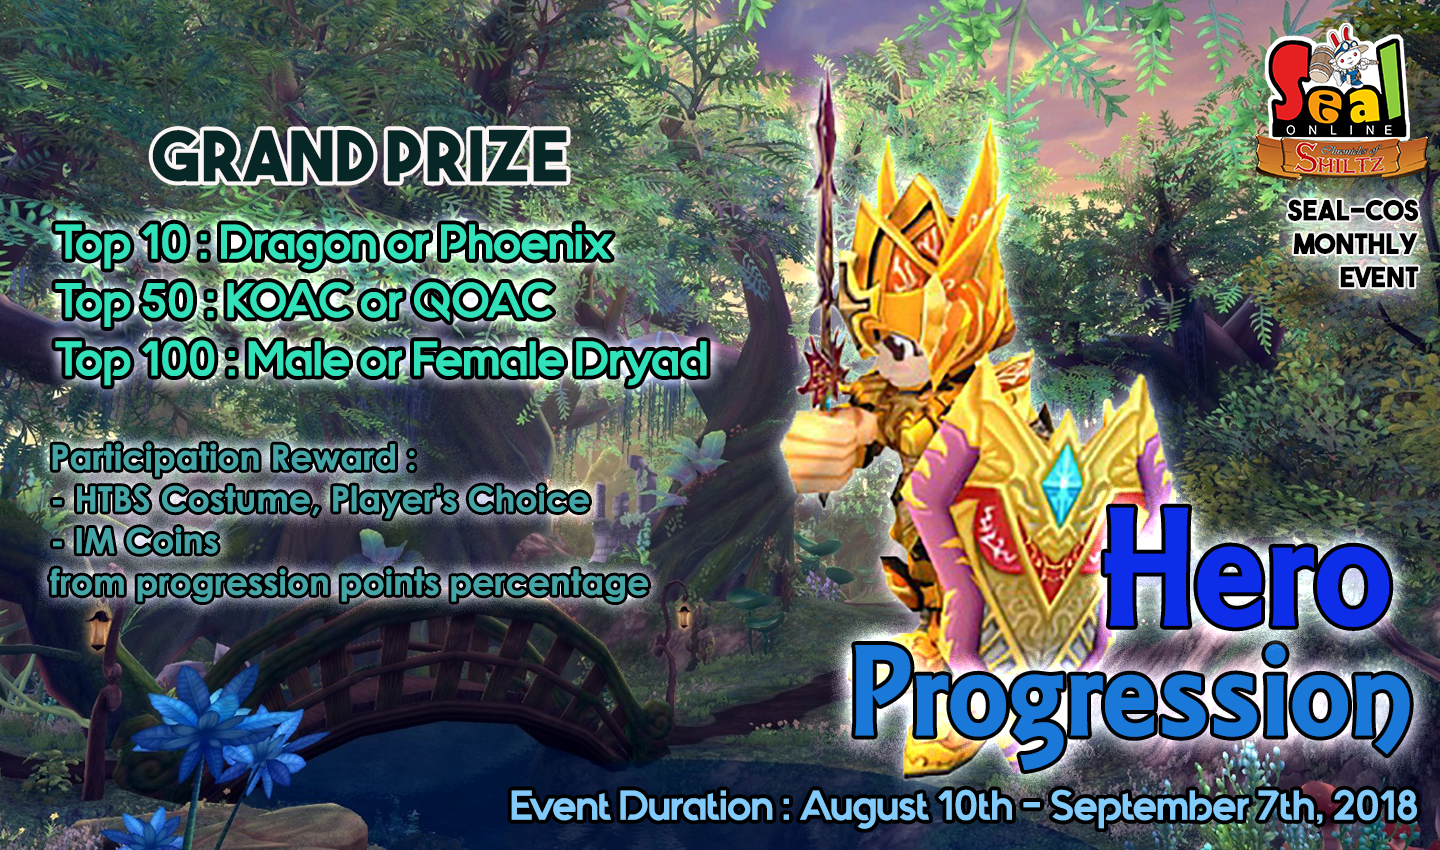 Seal
ONLINE
Chronicles of
SHILTZ
SEAL-COS
MONTHLY
EVENT
GRAND PRIZE
Top 10 : Dragon or Phoenix
Top 50 : KOAC or QOAC
Top 100 : Male or Female Dryad
Participation Reward :
- HTBS Costume, Player's Choice
- IM Coins
from progression points percentage
Hero
Progression
Event Duration : August 10th - September 7th, 2018